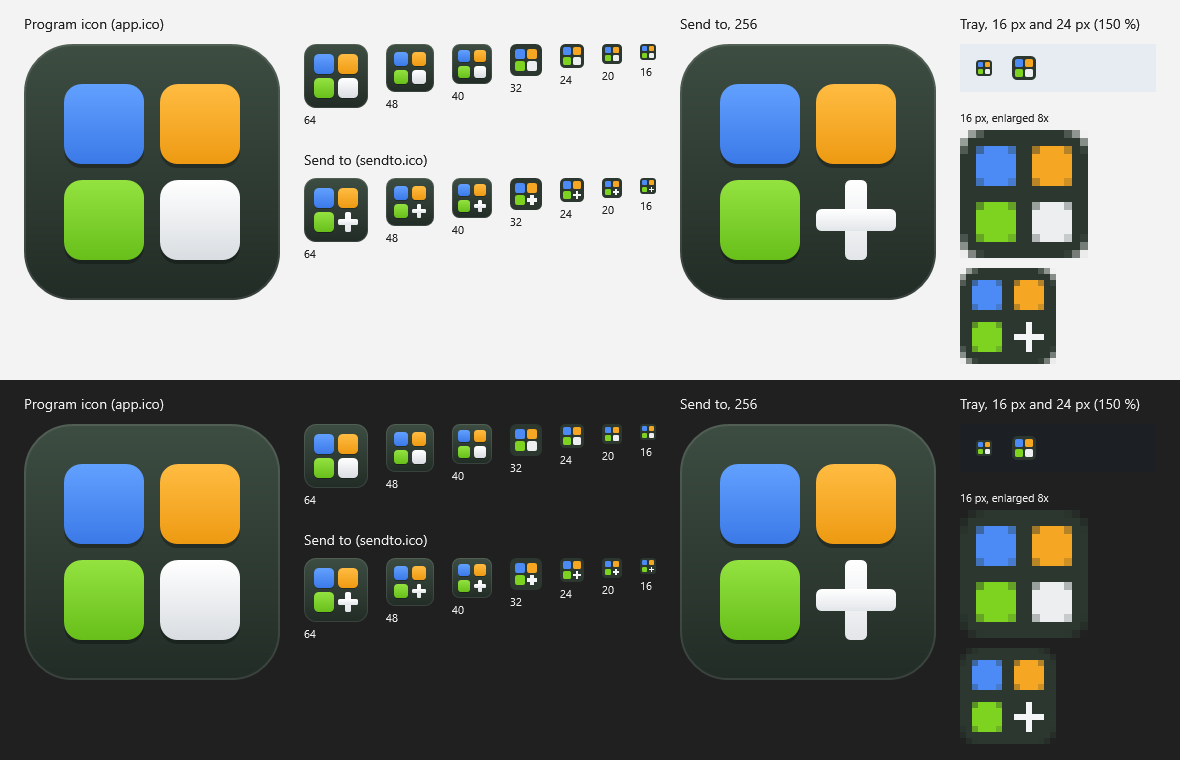 Program icon (app.ico)
64
48
40
32
24
20
16
Send to (sendto.ico)
64
48
40
32
24
20
16
Send to, 256
Tray, 16 px and 24 px (150 %)
16 px, enlarged 8x
Program icon (app.ico)
64
48
40
32
24
20
16
Send to (sendto.ico)
64
48
40
32
24
20
16
Send to, 256
Tray, 16 px and 24 px (150 %)
16 px, enlarged 8x